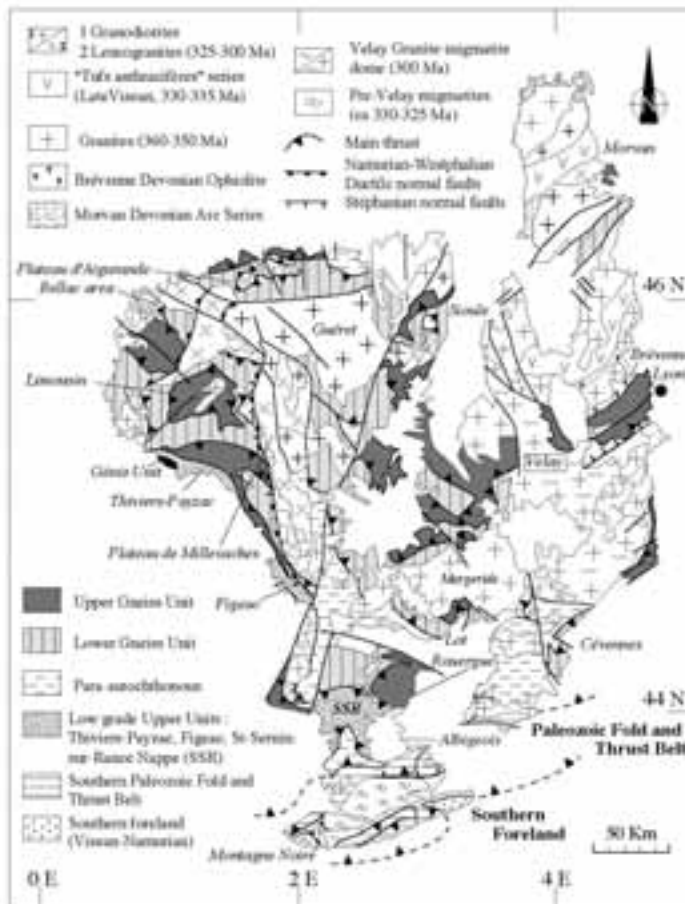 1 Granodiorites
2 Leucogranites (325-300 Ma)
"Tufs anthracifères" series
(Late Visean, 330-335 Ma)
Granites (360-350 Ma)
Brévenne Devonian Ophiolite
Morvan Devonian Arc Series
Velay Granite migmatite
dome (300 Ma)
Pre-Velay migmatites
(ca 330-325 Ma)
Main thrust
Namurian-Westphalian
Ductile normal faults
Stephanian normal faults
Morvan
Plateau d'Aigurande
Bellac area
46 N
Guéret
Sioule
Brévenne
Lyon
Limousin
Génis Unit
Velay
Thiviers-Payzac
Plateau de Millevaches
Margeride
Figeac
Upper Gneiss Unit
Lower Gneiss Unit
Lot
Rouergue
Cévennes
Para-autochthonous
44 N
SSR
Low grade Upper Units :
Thiviers-Payzac, Figeac, St-Sernin
sur-Rance Nappe (SSR)
Albigeois
Paleozoic Fold and
Thrust Belt
Southern Paleozoic Fold and
Thrust Belt
Southern
Foreland
Southern foreland
(Visean-Namurian)
50 Km
Montagne Noire
0 E
2 E
4 E